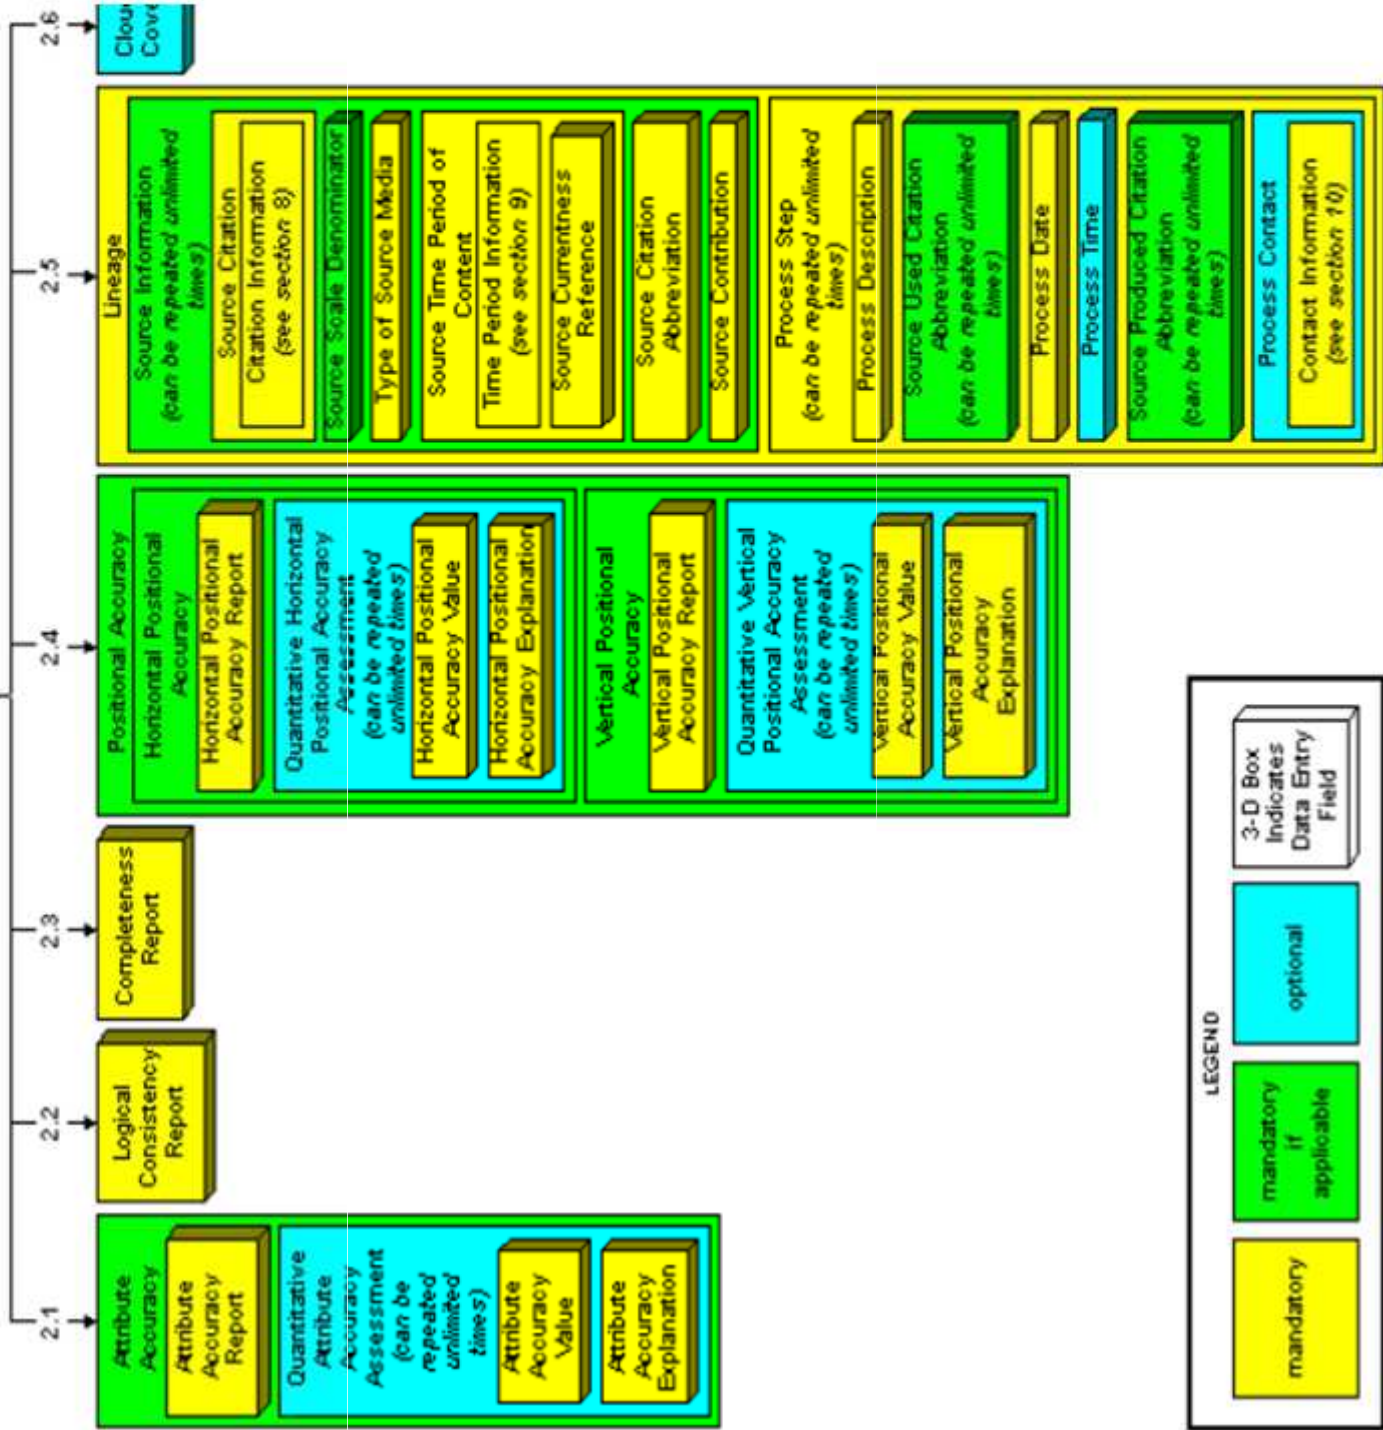 2.1
2.2
2.3
2.4
2.5
2.6
Attribute
Accuracy
Attribute
Accuracy
Report
Quantitative
Attribute
Accuracy
Assessment
(can be
repeated
unlimited
times)
Attribute
Accuracy
Value
Attribute
Accuracy
Explanation
Logical
Consistency
Report
Completeness
Report
Positional Accuracy
Horizontal Positional
Accuracy
Horizontal Positional
Accuracy Report
Quantitative Horizontal
Positional Accuracy
Assessment
(can be repeated
unlimited times)
Horizontal Positional
Accuracy Value
Horizontal Positional
Accuracy Explanation
Vertical Positional
Accuracy
Vertical Positional
Accuracy Report
Quantitative Vertical
Positional Accuracy
Assessment
(can be repeated
unlimited times)
Vertical Positional
Accuracy Value
Vertical Positional
Accuracy
Explanation
Lineage
Source Information
(can be repeated unlimited
times)
Source Citation
Citation Information
(see section 8)
Source Scale Denominator
Type of Source Media
Source Time Period of
Content
Time Period Information
(see section 9)
Source Currentness
Reference
Source Citation
Abbreviation
Source Contribution
Process Step
(can be repeated unlimited
times)
Process Description
Source Used Citation
Abbreviation
(can be repeated unlimited
times)
Process Date
Process Time
Source Produced Citation
Abbreviation
(can be repeated unlimited
times)
Process Contact
Contact Information
(see section 10)
Clou
Cove
LEGEND
mandatory
mandatory
if
applicable
optional
3-D Box
Indicates
Data Entry
Field